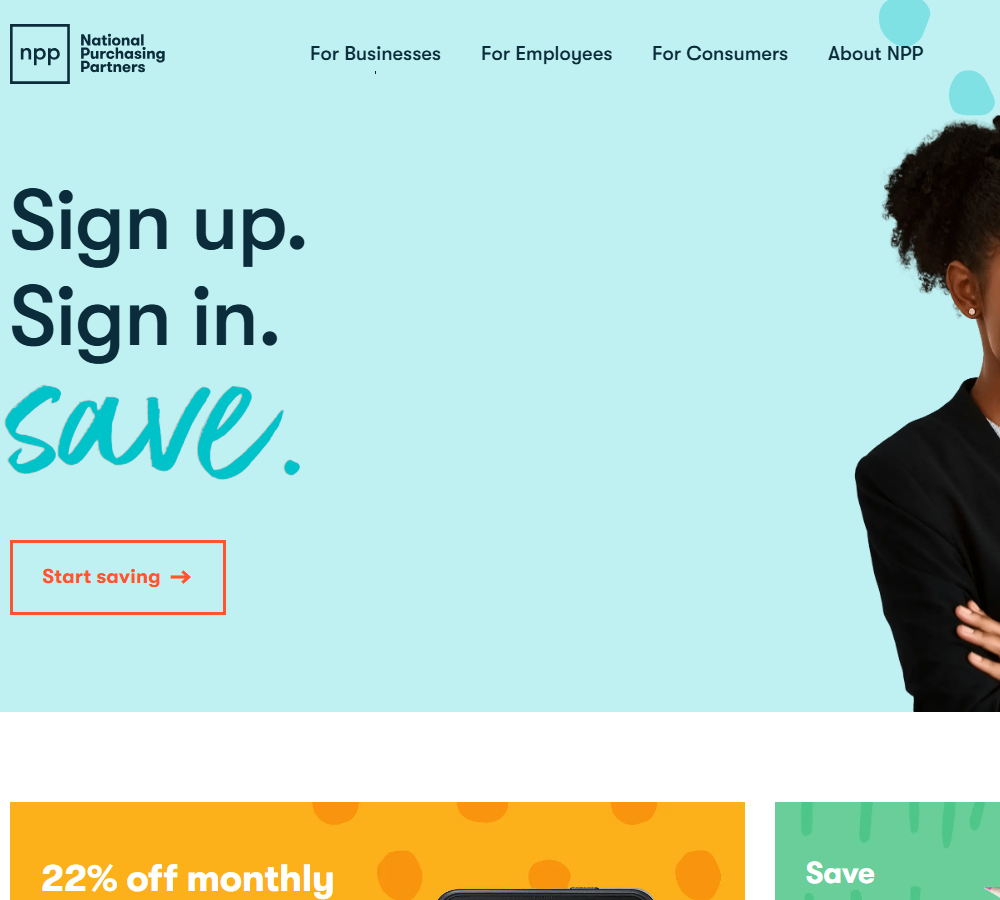 npp
National
Purchasing
Partners
For Businesses
For Employees
For Consumers
About NPP
Sign up.
Sign in.
save.
Start saving →
22% off monthly
Save